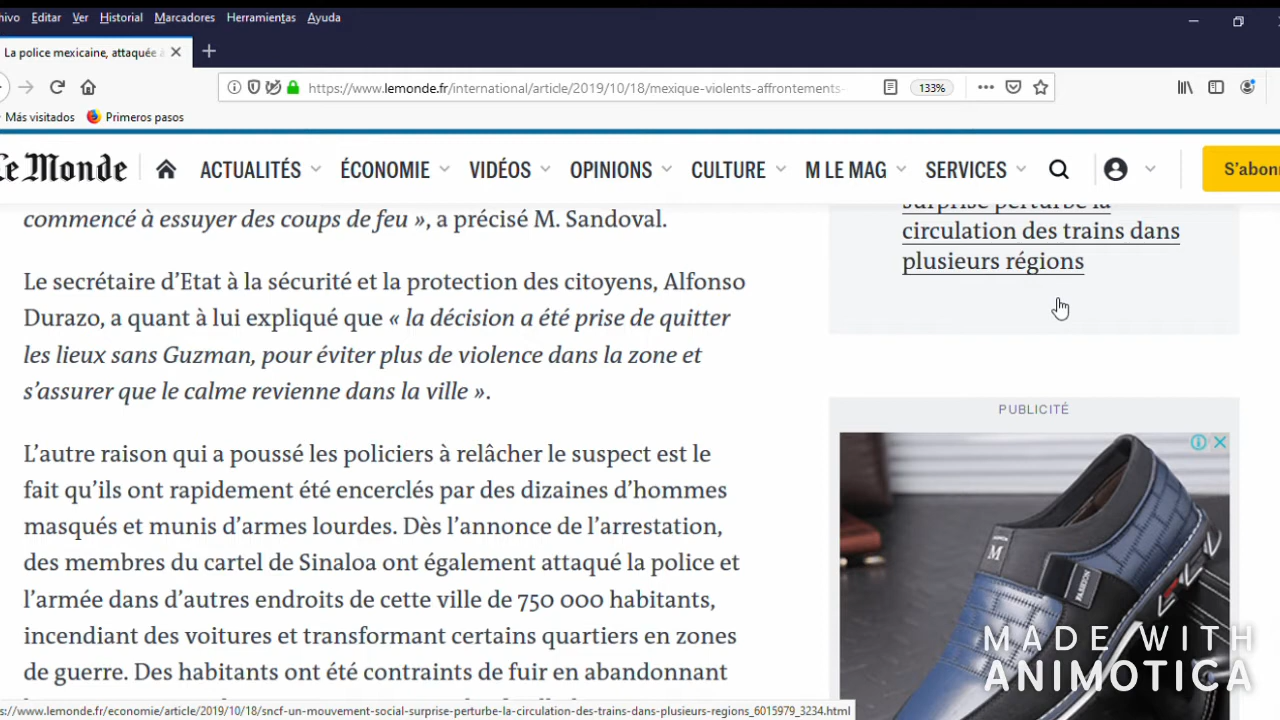 hivo Editar Ver Historial Marcadores Herramientas Ayuda
La police mexicaine, attaquée
https://www.lemonde.fr/international/article/2019/10/18/mexique-violents-affrontements- 133%
Más visitados Primeros pasos
Le Monde ACTUALITÉS ÉCONOMIE VIDÉOS OPINIONS CULTURE M LE MAG SERVICES S'abon
commencé à essuyer des coups de feu », a précisé M. Sandoval.
Le secrétaire d'Etat à la sécurité et la protection des citoyens, Alfonso
Durazo, a quant à lui expliqué que « la décision a été prise de quitter
les lieux sans Guzman, pour éviter plus de violence dans la zone et
s'assurer que le calme revienne dans la ville ».
L'autre raison qui a poussé les policiers à relâcher le suspect est le
fait qu'ils ont rapidement été encerclés par des dizaines d'hommes
masqués et munis d'armes lourdes. Dès l'annonce de l'arrestation,
des membres du cartel de Sinaloa ont également attaqué la police et
l'armée dans d'autres endroits de cette ville de 750 000 habitants,
incendiant des voitures et transformant certains quartiers en zones
de guerre. Des habitants ont été contraints de fuir en abandonnant
surprise perturbe la
circulation des trains dans
plusieurs régions
PUBLICITÉ
M
FASHION
MADE WITH
ANIMOTICA
s://www.lemonde.fr/economie/article/2019/10/18/sncf-un-mouvement-social-surprise-perturbe-la-circulation-des-trains-dans-plusieurs-regions_6015979_3234.html